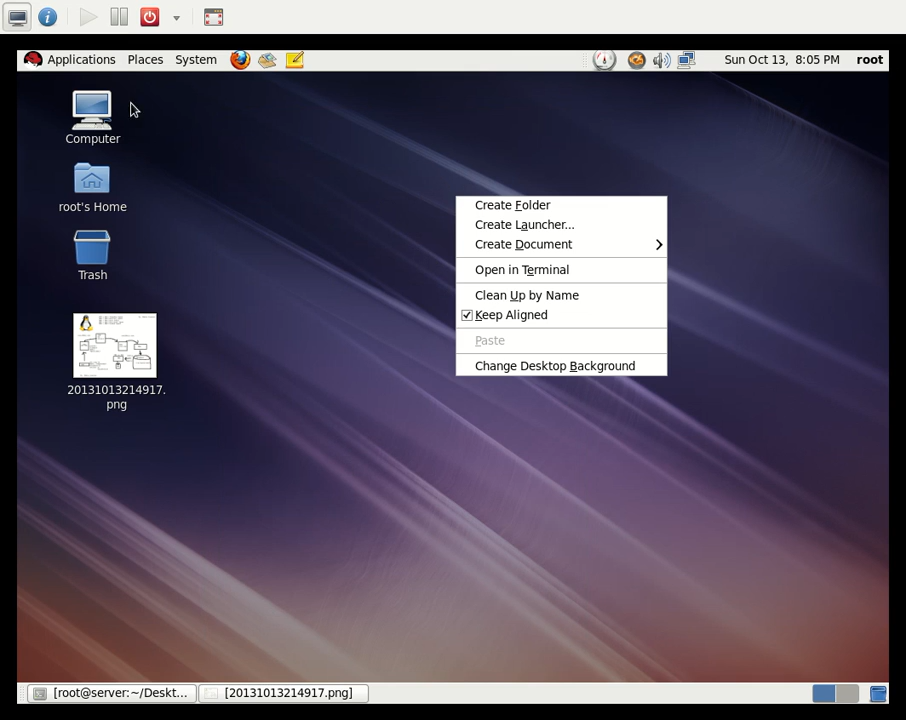 Applications Places System
Sun Oct 13, 8:05 PM root
Computer
root's Home
Trash
20131013214917.
png
Create Folder
Create Launcher...
Create Document
Open in Terminal
Clean Up by Name
Keep Aligned
Paste
Change Desktop Background
[root@server:~/Deskt...
[20131013214917.png]